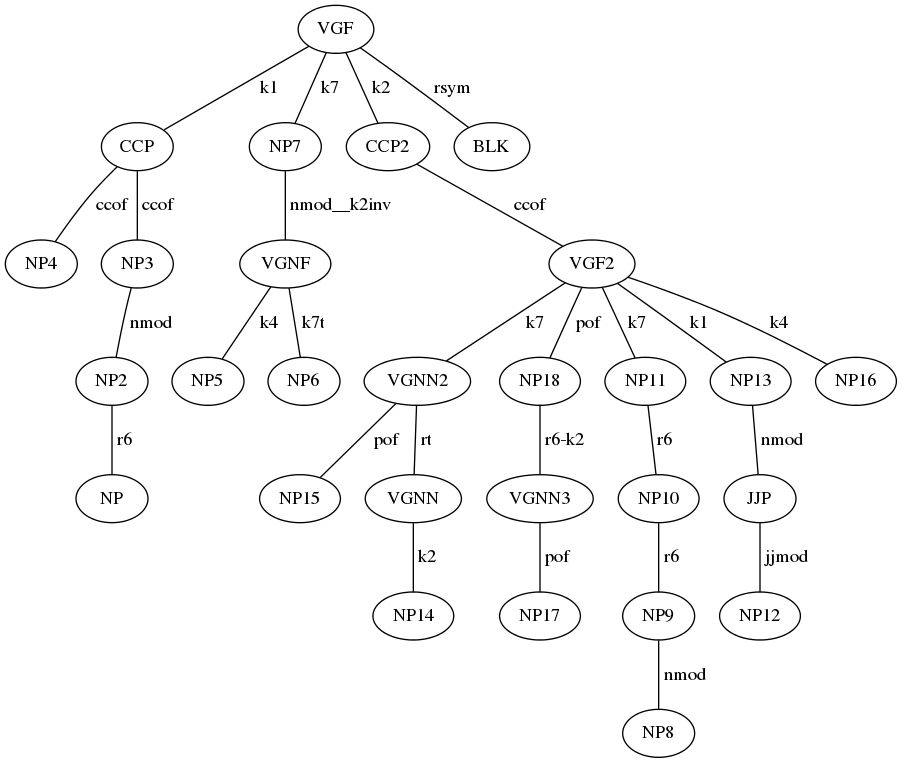 VGF
k1 k7 k2 rsym
CCP NP7 CCP2 BLK
ccof ccof nmod__k2inv ccof
NP4 NP3 VGNF VGF2
nmod k4 k7t k7 pof k7 k1 k4
NP2 NP5 NP6 VGNN2 NP18 NP11 NP13 NP16
r6 pof rt r6-k2 r6 nmod
NP NP15 VGNN VGNN3 NP10 JJP
k2 pof r6 jjmod
NP14 NP17 NP9 NP12
nmod
NP8